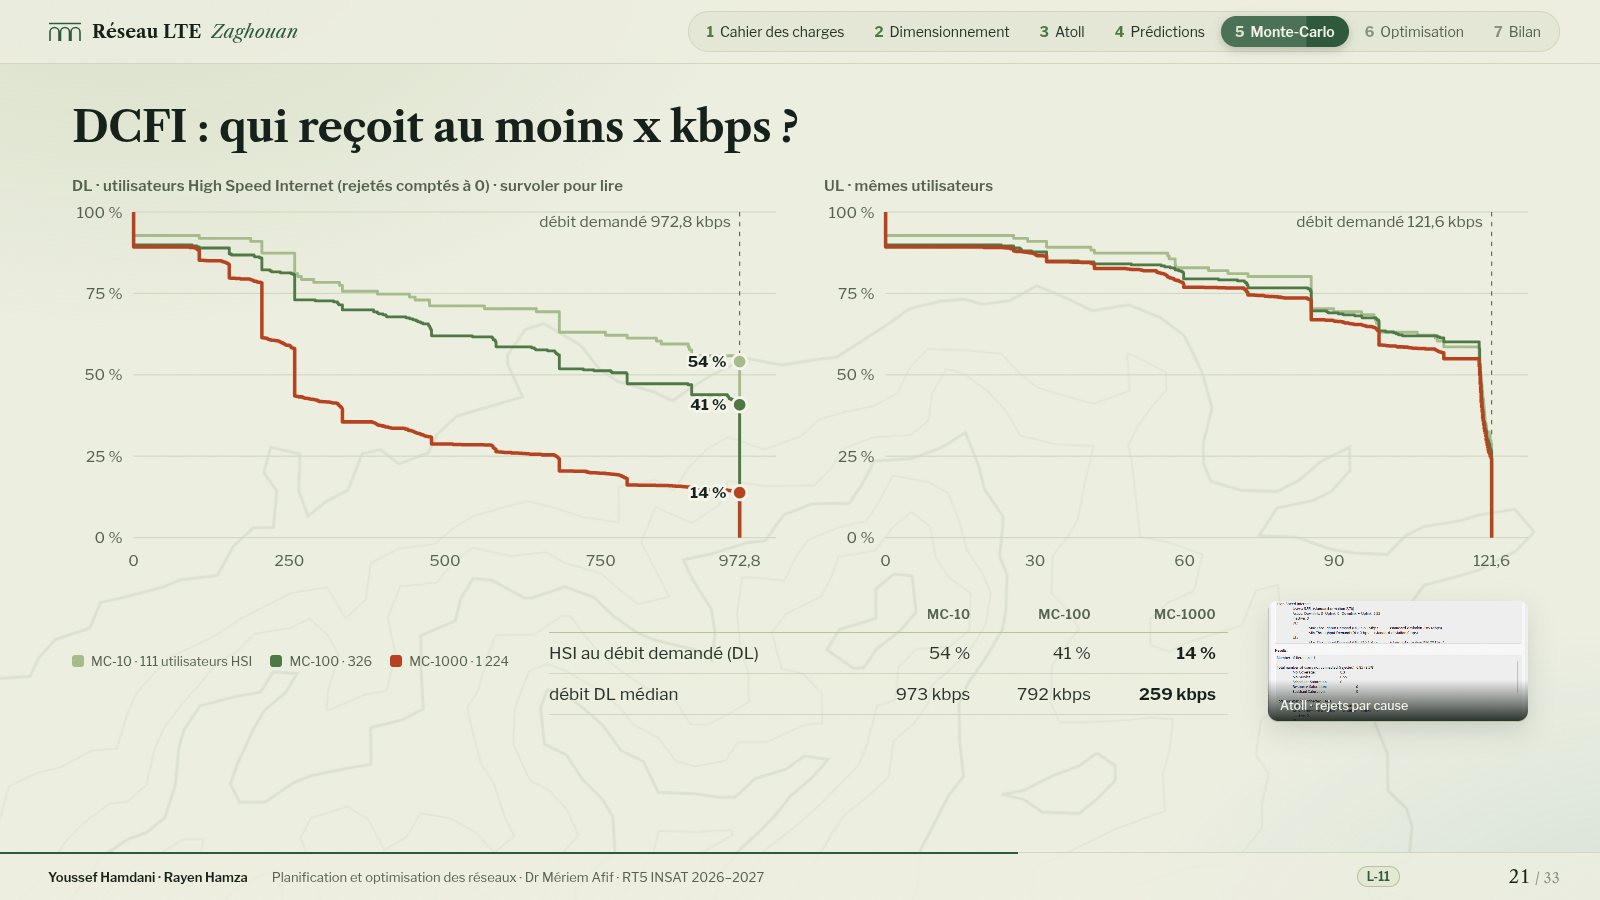 Réseau LTE Zaghouan
1 Cahier des charges
2 Dimensionnement
3 Atoll
4 Prédictions
5 Monte-Carlo
6 Optimisation
7 Bilan
DCFI : qui reçoit au moins x kbps ?
DL · utilisateurs High Speed Internet (rejetés comptés à 0) · survoler pour lire
100 %
75 %
50 %
25 %
0 %
débit demandé 972,8 kbps
54 %
41 %
14 %
0
250
500
750
972,8
UL · mêmes utilisateurs
100 %
75 %
50 %
25 %
0 %
débit demandé 121,6 kbps
0
30
60
90
121,6
MC-10 · 111 utilisateurs HSI
MC-100 · 326
MC-1000 · 1 224
MC-10 MC-100 MC-1000
HSI au débit demandé (DL) 54 % 41 % 14 %
débit DL médian 973 kbps 792 kbps 259 kbps
Atoll · rejets par cause
Youssef Hamdani · Rayen Hamza
Planification et optimisation des réseaux · Dr Mériem Afif · RT5 INSAT 2026–2027
L-11
21 / 33